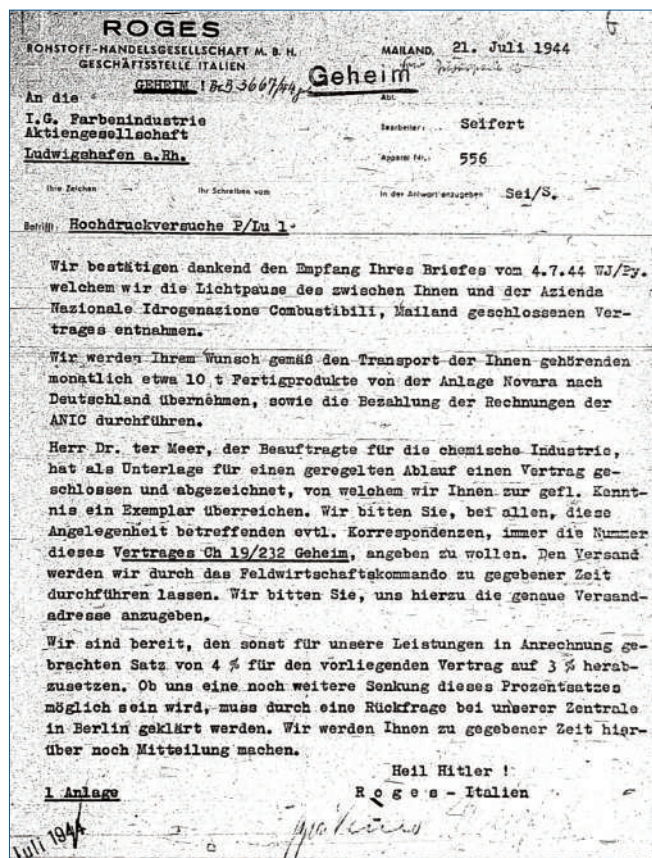 ROGES
ROHSTOFF-HANDELSGESELLSCHAFT M. B. H.
GESCHÄFTSSTELLE ITALIEN
MAILAND, 21. Juli 1944
GEHEIM !
Geheim
An die
Abt.
I.G. Farbenindustrie
Aktiengesellschaft
Bearbeiter: Seifert
Ludwigshafen a.Rh.
Apparat Nr.: 556
Ihre Zeichen Ihr Schreiben vom In der Antwort anzugeben Sei/S.
Betrifft: Hochdruckversuche P/Lu 1.
Wir bestätigen dankend den Empfang Ihres Briefes vom 4.7.44 WJ/Py.
welchem wir die Lichtpause des zwischen Ihnen und der Azienda
Nazionale Idrogenazione Combustibili, Mailand geschlossenen Ver-
trages entnahmen.
Wir werden Ihrem Wunsch gemäß den Transport der Ihnen gehörenden
monatlich etwa 10 t Fertigprodukte von der Anlage Novara nach
Deutschland übernehmen, sowie die Bezahlung der Rechnungen der
ANIC durchführen.
Herr Dr. ter Meer, der Beauftragte für die chemische Industrie,
hat als Unterlage für einen geregelten Ablauf einen Vertrag ge-
schlossen und abgezeichnet, von welchem wir Ihnen zur gefl. Kennt-
nis ein Exemplar überreichen. Wir bitten Sie, bei allen, diese
Angelegenheit betreffenden evtl. Korrespondenzen, immer die Nummer
dieses Vertrages Ch 19/232 Geheim, angeben zu wollen. Den Versand
werden wir durch das Feldwirtschaftskommando zu gegebener Zeit
durchführen lassen. Wir bitten Sie, uns hierzu die genaue Versand-
adresse anzugeben.
Wir sind bereit, den sonst für unsere Leistungen in Anrechnung ge-
brachten Satz von 4 % für den vorliegenden Vertrag auf 3 % herab-
zusetzen. Ob uns eine noch weitere Senkung dieses Prozentsatzes
möglich sein wird, muss durch eine Rückfrage bei unserer Zentrale
in Berlin geklärt werden. Wir werden Ihnen zu gegebener Zeit hier-
über noch Mitteilung machen.
Heil Hitler !
1 Anlage
Roges - Italien
Juli 1944